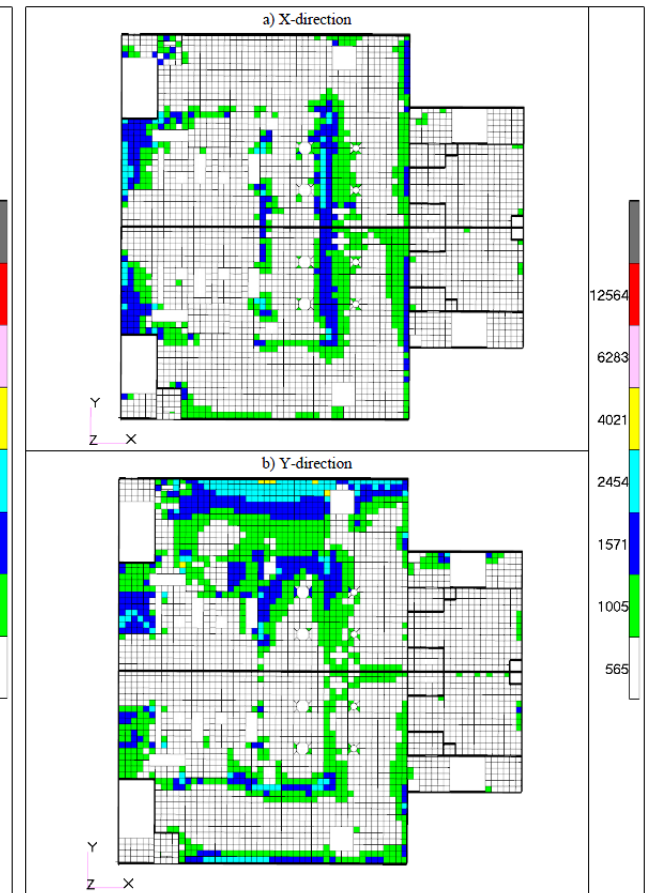 a) X-direction
12564
6283
4021
2454
1571
1005
565
Y
Z X
b) Y-direction
Y
Z X